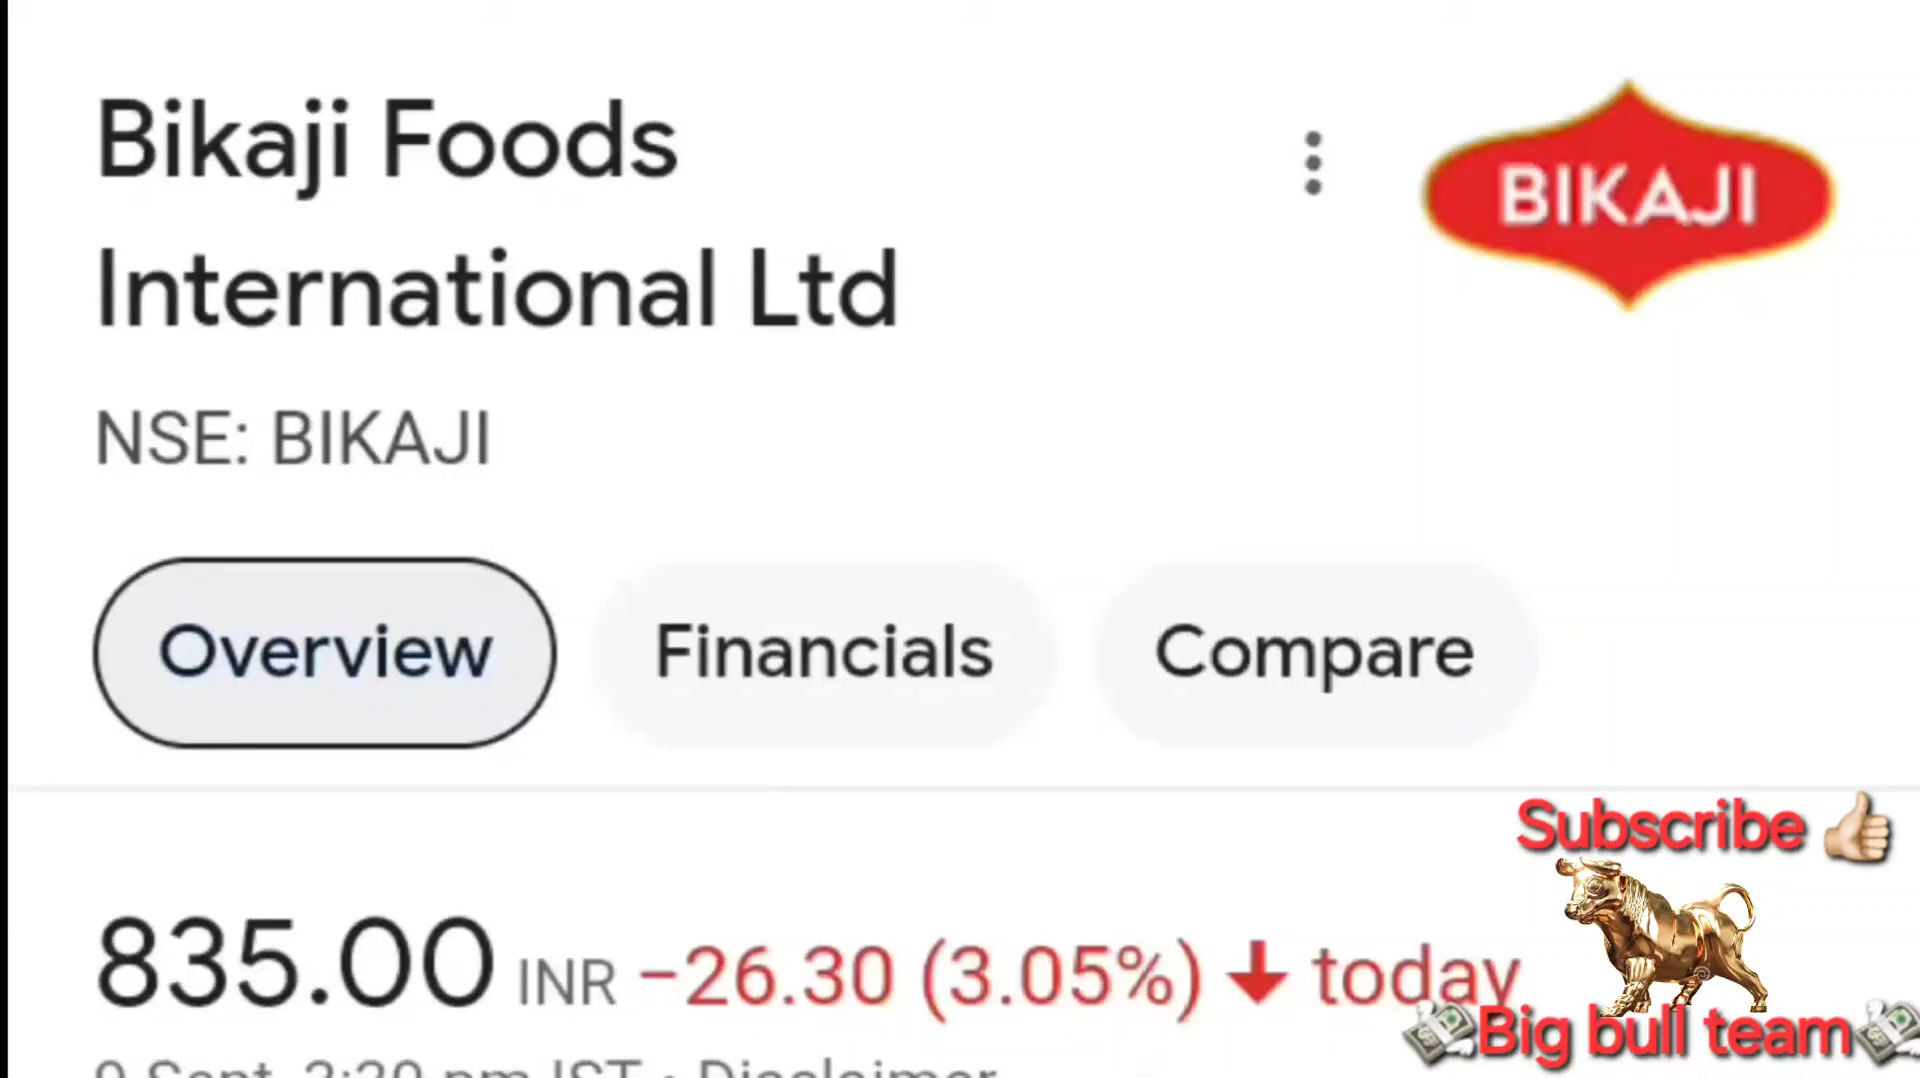 Bikaji Foods
International Ltd
BIKAJI
NSE: BIKAJI
Overview
Financials
Compare
Subscribe
835.00 INR −26.30 (3.05%) today
Big bull team
Disclaimer